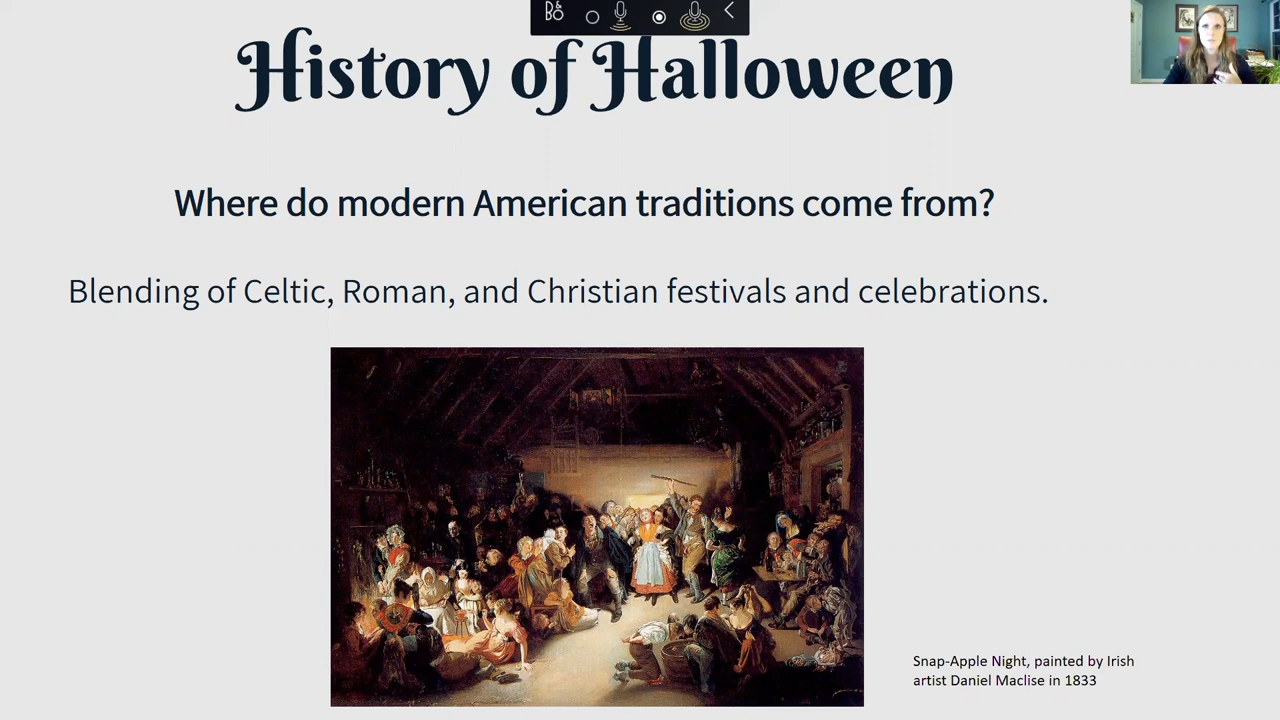 B&O
History of Halloween
Where do modern American traditions come from?
Blending of Celtic, Roman, and Christian festivals and celebrations.
Snap-Apple Night, painted by Irish
artist Daniel Maclise in 1833